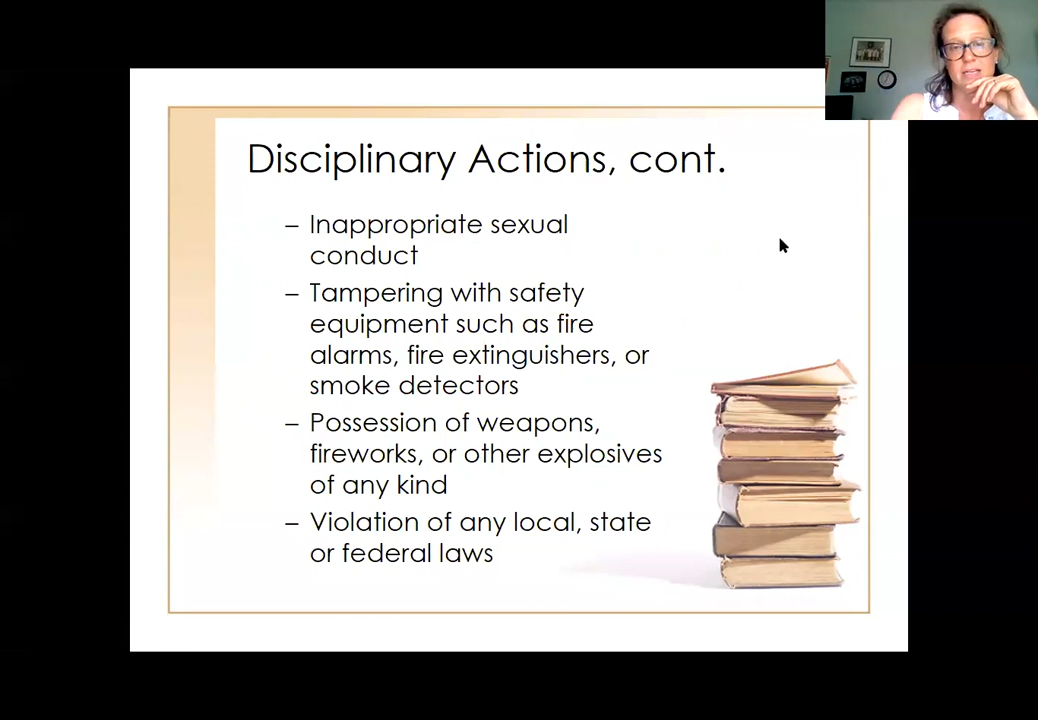 Disciplinary Actions, cont.
– Inappropriate sexual
conduct
– Tampering with safety
equipment such as fire
alarms, fire extinguishers, or
smoke detectors
– Possession of weapons,
fireworks, or other explosives
of any kind
– Violation of any local, state
or federal laws